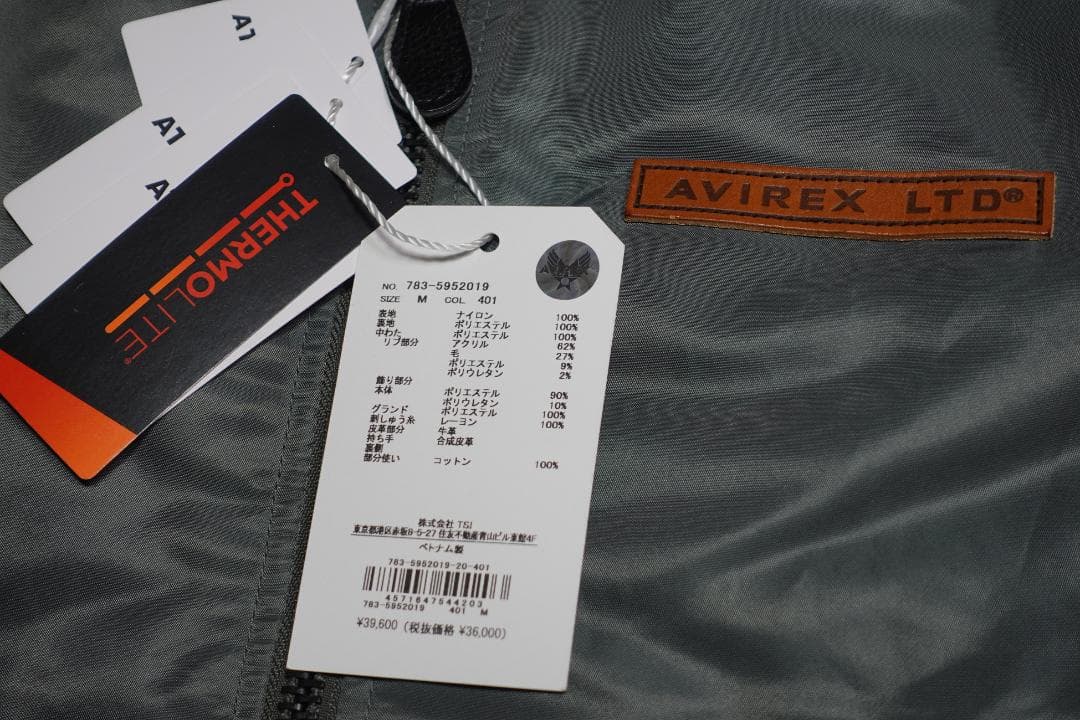 A1
A1
A
THERMOLITE®
AVIREX LTD®
NO. 783-5952019
SIZE M COL. 401
表地 ナイロン 100%
裏地 ポリエステル 100%
中わた ポリエステル 100%
リブ部分 アクリル 62%
毛 27%
ポリエステル 9%
ポリウレタン 2%
飾り部分
本体 ポリエステル 90%
ポリウレタン 10%
グランド ポリエステル 100%
刺しゅう糸 レーヨン 100%
皮革部分 牛革
持ち手 合成皮革
裏側
部分使い コットン 100%
株式会社 TSI
東京都港区赤坂8-5-27 住友不動産青山ビル東館4F
ベトナム製
783-5952019-20-401
4571647544203
783-5952019 401 M
¥39,600 (税抜価格 ¥36,000)